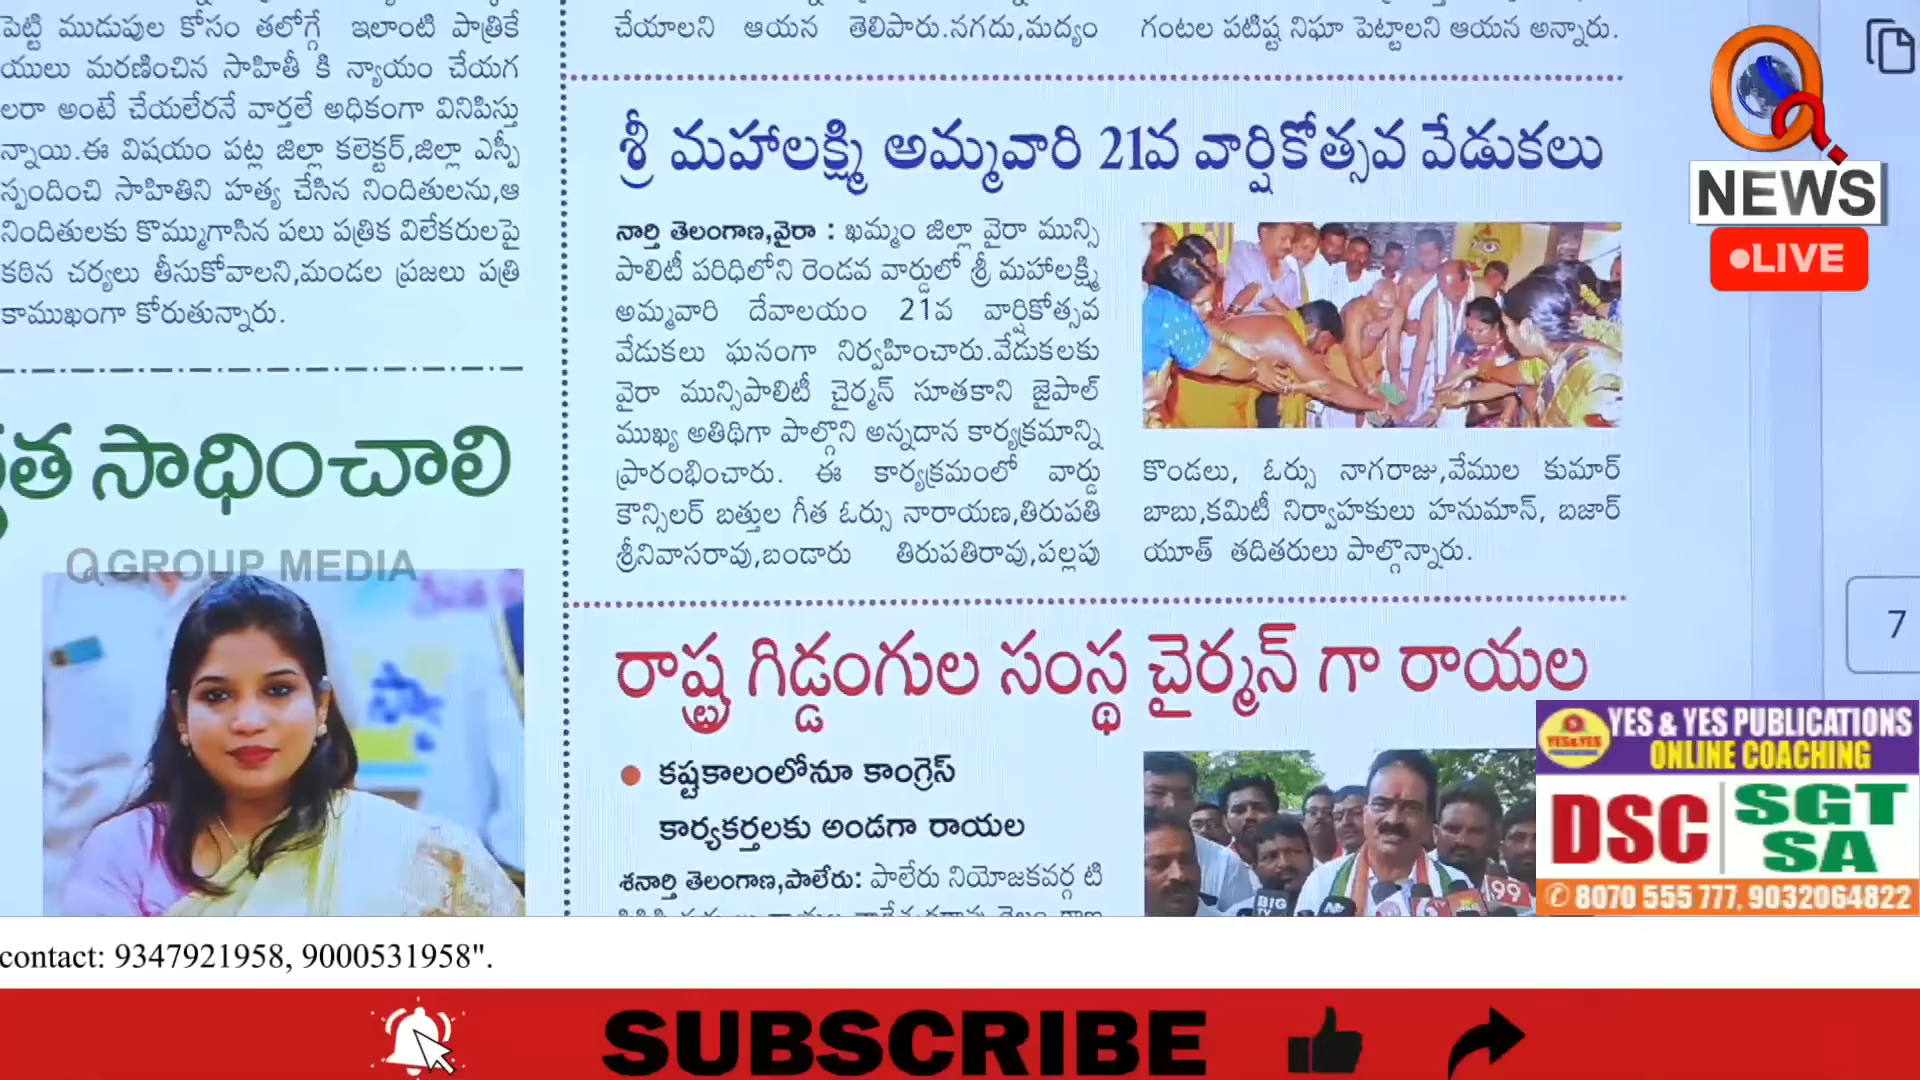 పెట్టి ముడుపుల కోసం తలోగ్గే ఇలాంటి పాత్రికే
యులు మరణించిన సాహితీ కి న్యాయం చేయగ
లరా అంటే చేయలేరనే వార్తలే అధికంగా వినిపిస్తు
న్నాయి.ఈ విషయం పట్ల జిల్లా కలెక్టర్,జిల్లా ఎస్పీ
స్పందించి సాహితిని హత్య చేసిన నిందితులను,ఆ
నిందితులకు కొమ్ముగాసిన పలు పత్రిక విలేకరులపై
కఠిన చర్యలు తీసుకోవాలని,మండల ప్రజలు పత్రి
కాముఖంగా కోరుతున్నారు.
సాధించాలి
Q GROUP MEDIA
చేయాలని ఆయన తెలిపారు.నగదు,మద్యం
గంటల పటిష్ట నిఘా పెట్టాలని ఆయన అన్నారు.
శ్రీ మహాలక్ష్మి అమ్మవారి 21వ వార్షికోత్సవ వేడుకలు
నార్తి తెలంగాణ,వైరా : ఖమ్మం జిల్లా వైరా మున్సి
పాలిటీ పరిధిలోని రెండవ వార్డులో శ్రీ మహాలక్ష్మి
అమ్మవారి దేవాలయం 21వ వార్షికోత్సవ
వేడుకలు ఘనంగా నిర్వహించారు.వేడుకలకు
వైరా మున్సిపాలిటీ చైర్మన్ సూతకాని జైపాల్
ముఖ్య అతిథిగా పాల్గొని అన్నదాన కార్యక్రమాన్ని
ప్రారంభించారు. ఈ కార్యక్రమంలో వార్డు
కౌన్సిలర్ బత్తుల గీత ఓర్సు నారాయణ,తిరుపతి
శ్రీనివాసరావు,బండారు తిరుపతిరావు,పల్లపు
కొండలు, ఓర్సు నాగరాజు,వేముల కుమార్
బాబు,కమిటీ నిర్వాహకులు హనుమాన్, బజార్
యూత్ తదితరులు పాల్గొన్నారు.
రాష్ట్ర గిడ్డంగుల సంస్థ చైర్మన్ గా రాయల
కష్టకాలంలోనూ కాంగ్రెస్
కార్యకర్తలకు అండగా రాయల
శనార్తి తెలంగాణ,పాలేరు: పాలేరు నియోజకవర్గ టి
BIG
TV
99
Q
NEWS
LIVE
7
YES & YES PUBLICATIONS
ONLINE COACHING
YES&YES
DSC SGT
SA
8070 555 777, 9032064822
contact: 9347921958, 9000531958".
SUBSCRIBE